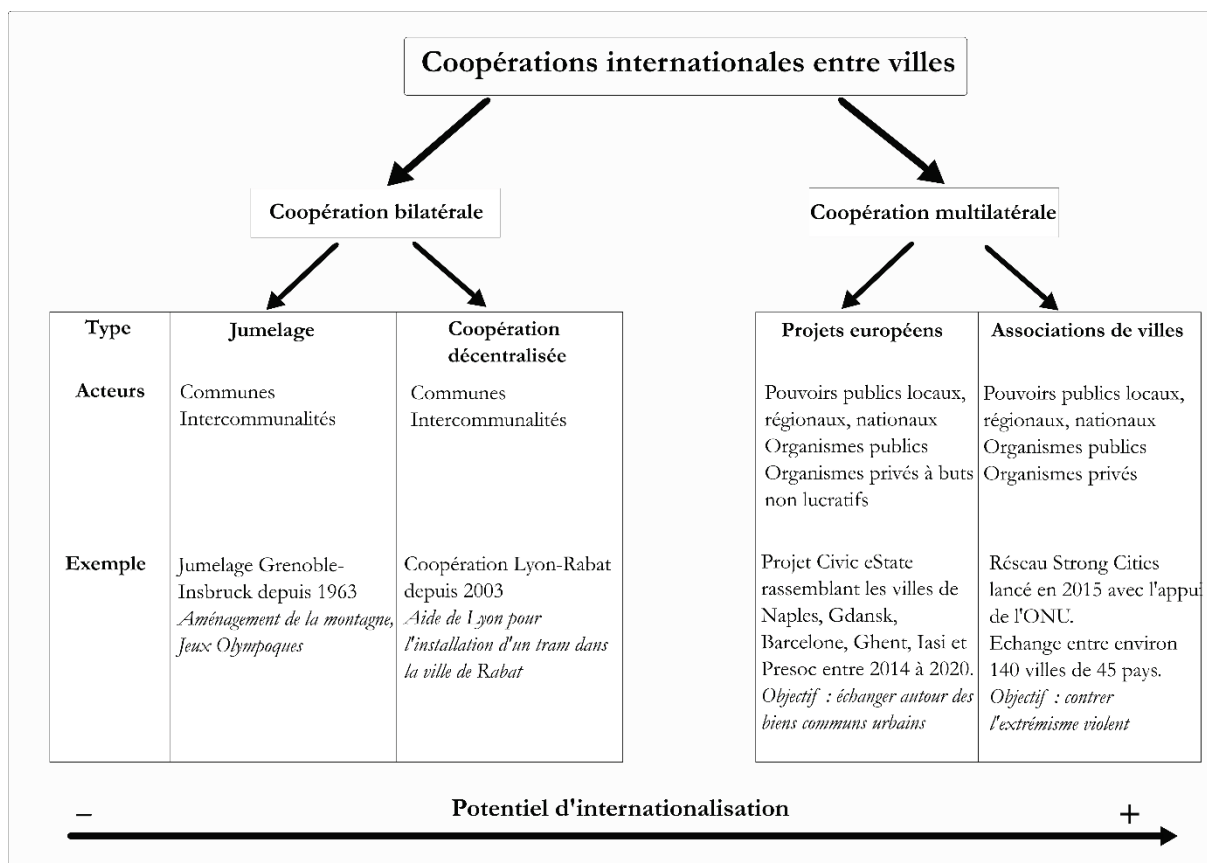 Coopérations internationales entre villes
Coopération bilatérale
Coopération multilatérale
Type
Jumelage
Coopération
décentralisée
Acteurs
Communes
Intercommunalités
Communes
Intercommunalités
Exemple
Jumelage Grenoble-
Insbruck depuis 1963
Aménagement de la montagne,
Jeux Olympoques
Coopération Lyon-Rabat
depuis 2003
Aide de Lyon pour
l'installation d'un tram dans
la ville de Rabat
Projets européens
Associations de villes
Pouvoirs publics locaux,
régionaux, nationaux
Organismes publics
Organismes privés à buts
non lucratifs
Pouvoirs publics locaux,
régionaux, nationaux
Organismes publics
Organismes privés
Projet Civic eState
rassemblant les villes de
Naples, Gdansk,
Barcelone, Ghent, Iasi et
Presoc entre 2014 à 2020.
Objectif : échanger autour des
biens communs urbains
Réseau Strong Cities
lancé en 2015 avec l'appui
de l'ONU.
Echange entre environ
140 villes de 45 pays.
Objectif : contrer
l'extrémisme violent
– Potentiel d'internationalisation +